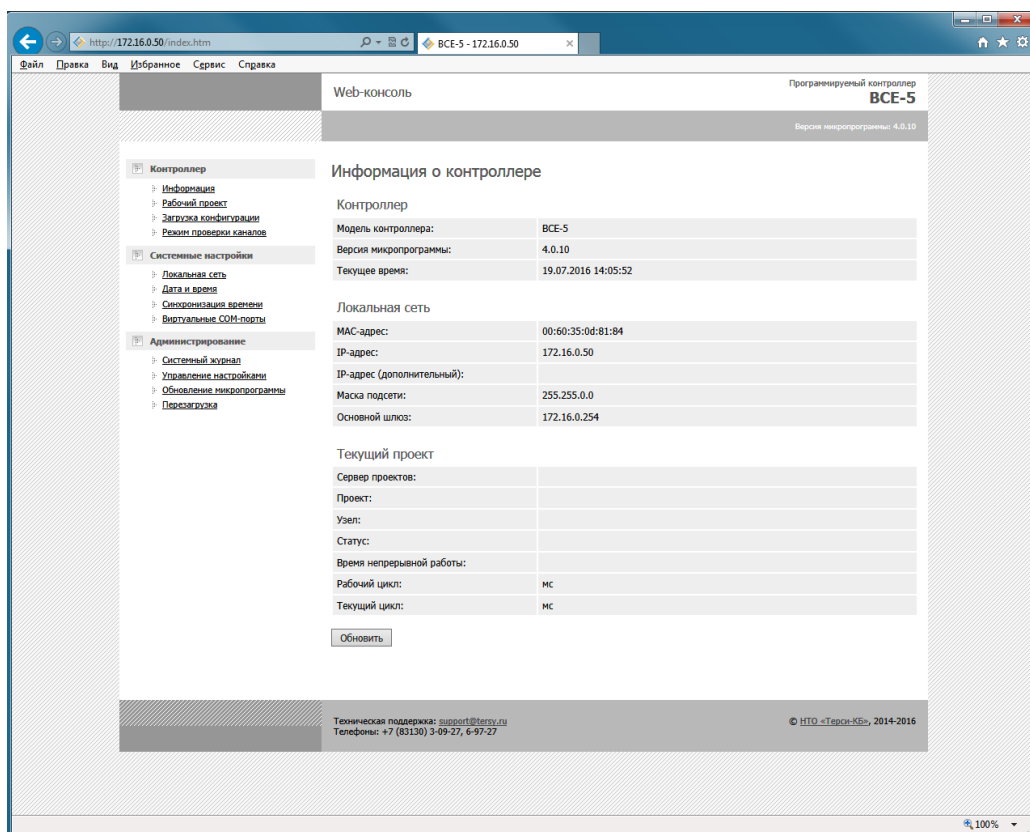 http://172.16.0.50/index.htm
BCE-5 - 172.16.0.50
Файл Правка Вид Избранное Сервис Справка
Web-консоль
Программируемый контроллер
BCE-5
Версия микропрограммы: 4.0.10
Контроллер
Информация
Рабочий проект
Загрузка конфигурации
Режим проверки каналов
Системные настройки
Локальная сеть
Дата и время
Синхронизация времени
Виртуальные COM-порты
Администрирование
Системный журнал
Управление настройками
Обновление микропрограммы
Перезагрузка
Информация о контроллере
Контроллер
Модель контроллера: BCE-5
Версия микропрограммы: 4.0.10
Текущее время: 19.07.2016 14:05:52
Локальная сеть
MAC-адрес: 00:60:35:0d:81:84
IP-адрес: 172.16.0.50
IP-адрес (дополнительный):
Маска подсети: 255.255.0.0
Основной шлюз: 172.16.0.254
Текущий проект
Сервер проектов:
Проект:
Узел:
Статус:
Время непрерывной работы:
Рабочий цикл: мс
Текущий цикл: мс
Обновить
Техническая поддержка: support@tersy.ru
Телефоны: +7 (83130) 3-09-27, 6-97-27
© НТО «Терси-КБ», 2014-2016
100%